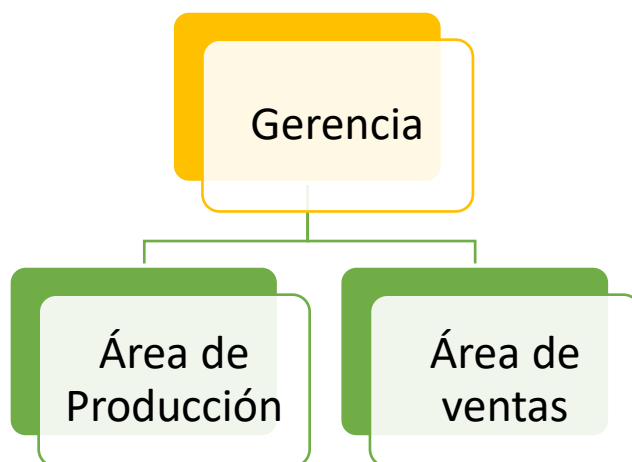 Gerencia
Área de
Producción
Área de
ventas